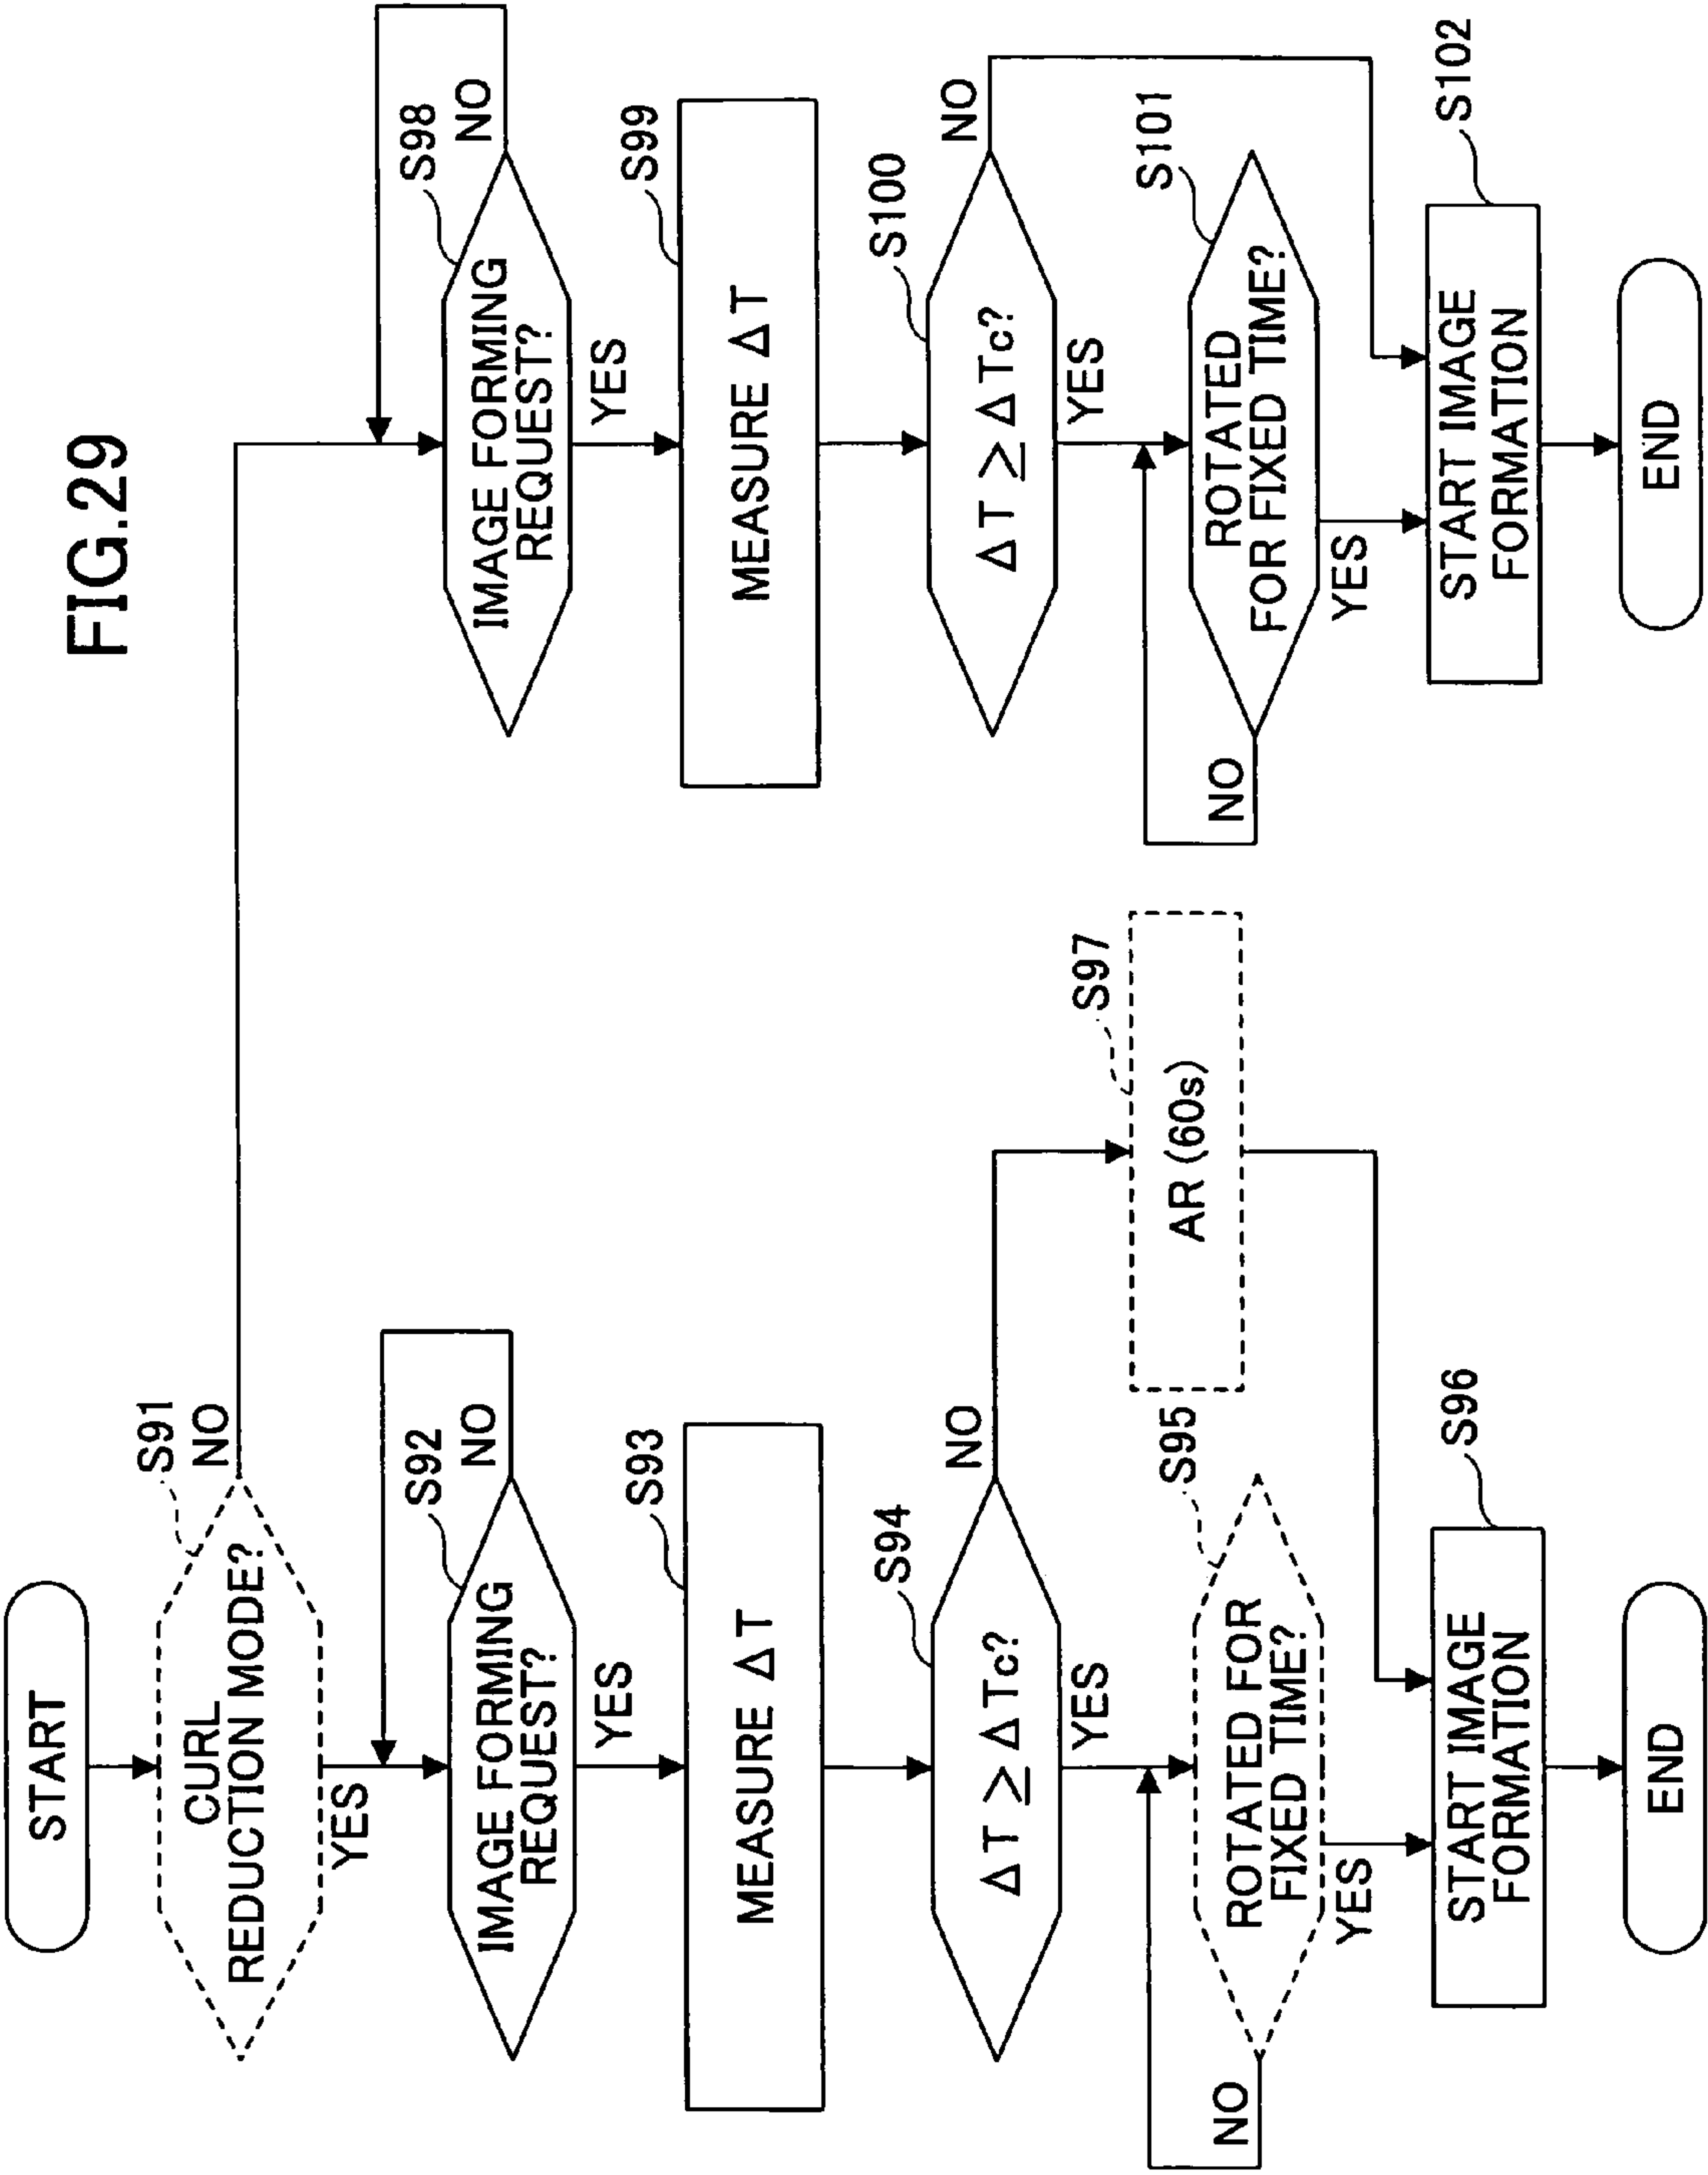 FIG.29
START
S91
CURL
REDUCTION MODE?
NO
YES
S92
IMAGE FORMING
REQUEST?
NO
YES
S93
MEASURE ΔT
S94
ΔT ≥ ΔTc?
NO
YES
S95
ROTATED FOR
FIXED TIME?
NO
YES
S97
AR (60s)
S96
START IMAGE
FORMATION
END
S98
IMAGE FORMING
REQUEST?
NO
YES
S99
MEASURE ΔT
S100
ΔT ≥ ΔTc?
NO
YES
S101
ROTATED
FOR FIXED TIME?
NO
YES
S102
START IMAGE
FORMATION
END